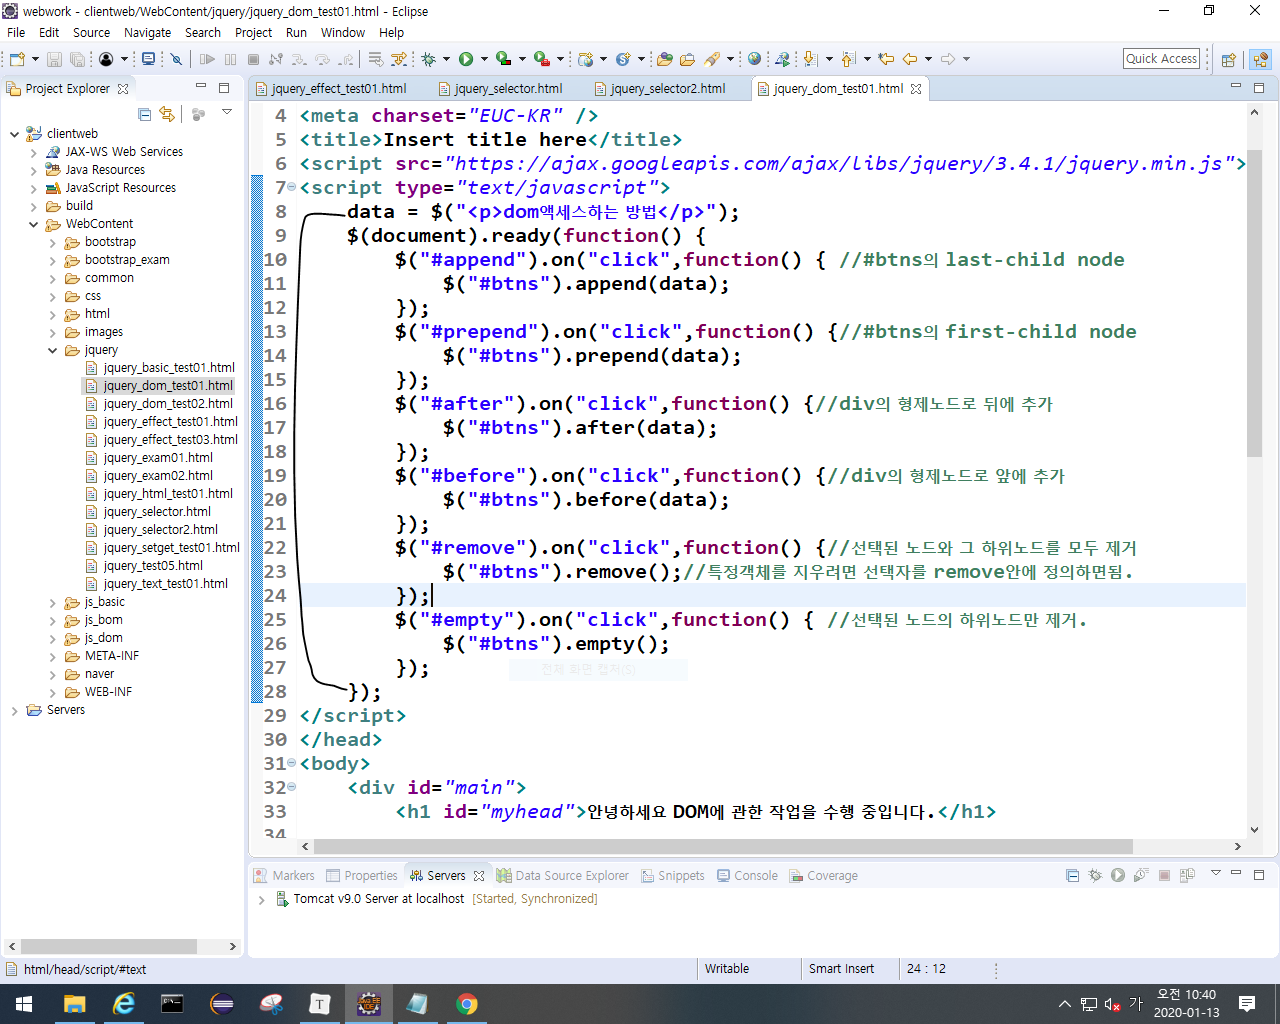 webwork - clientweb/WebContent/jquery/jquery_dom_test01.html - Eclipse
File Edit Source Navigate Search Project Run Window Help
Quick Access
Project Explorer
jquery_effect_test01.html jquery_selector.html jquery_selector2.html jquery_dom_test01.html
clientweb
JAX-WS Web Services
Java Resources
JavaScript Resources
build
WebContent
bootstrap
bootstrap_exam
common
css
html
images
jquery
jquery_basic_test01.html
jquery_dom_test01.html
jquery_dom_test02.html
jquery_effect_test01.html
jquery_effect_test03.html
jquery_exam01.html
jquery_exam02.html
jquery_html_test01.html
jquery_selector.html
jquery_selector2.html
jquery_setget_test01.html
jquery_test05.html
jquery_text_test01.html
js_basic
js_bom
js_dom
META-INF
naver
WEB-INF
Servers
4 <meta charset="EUC-KR" />
5 <title>Insert title here</title>
6 <script src="https://ajax.googleapis.com/ajax/libs/jquery/3.4.1/jquery.min.js">
7 <script type="text/javascript">
8 data = $("<p>dom액세스하는 방법</p>");
9 $(document).ready(function() {
10 $("#append").on("click",function() { //#btns의 last-child node
11 $("#btns").append(data);
12 });
13 $("#prepend").on("click",function() {//#btns의 first-child node
14 $("#btns").prepend(data);
15 });
16 $("#after").on("click",function() {//div의 형제노드로 뒤에 추가
17 $("#btns").after(data);
18 });
19 $("#before").on("click",function() {//div의 형제노드로 앞에 추가
20 $("#btns").before(data);
21 });
22 $("#remove").on("click",function() {//선택된 노드와 그 하위노드를 모두 제거
23 $("#btns").remove();//특정객체를 지우려면 선택자를 remove안에 정의하면됨.
24 });
25 $("#empty").on("click",function() { //선택된 노드의 하위노드만 제거.
26 $("#btns").empty();
27 });
전체 화면 캡쳐(S)
28 });
29 </script>
30 </head>
31 <body>
32 <div id="main">
33 <h1 id="myhead">안녕하세요 DOM에 관한 작업을 수행 중입니다.</h1>
34
Markers Properties Servers Data Source Explorer Snippets Console Coverage
Tomcat v9.0 Server at localhost [Started, Synchronized]
html/head/script/#text Writable Smart Insert 24 : 12
가
오전 10:40
2020-01-13